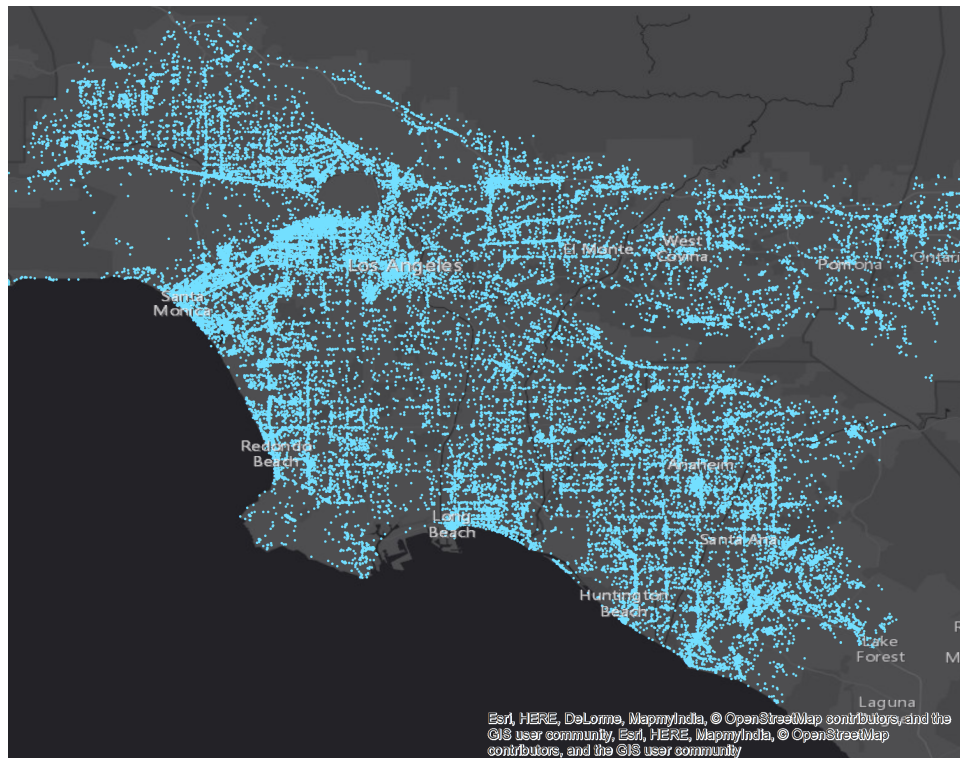 El Monte
West
Covina
Pomona
Ontari
Los Angeles
Santa
Monica
Redondo
Beach
Anaheim
Long
Beach
Santa Ana
Huntington
Beach
Lake
Forest
R
M
Laguna
Esri, HERE, DeLorme, MapmyIndia, © OpenStreetMap contributors, and the
GIS user community, Esri, HERE, MapmyIndia, © OpenStreetMap
contributors, and the GIS user community